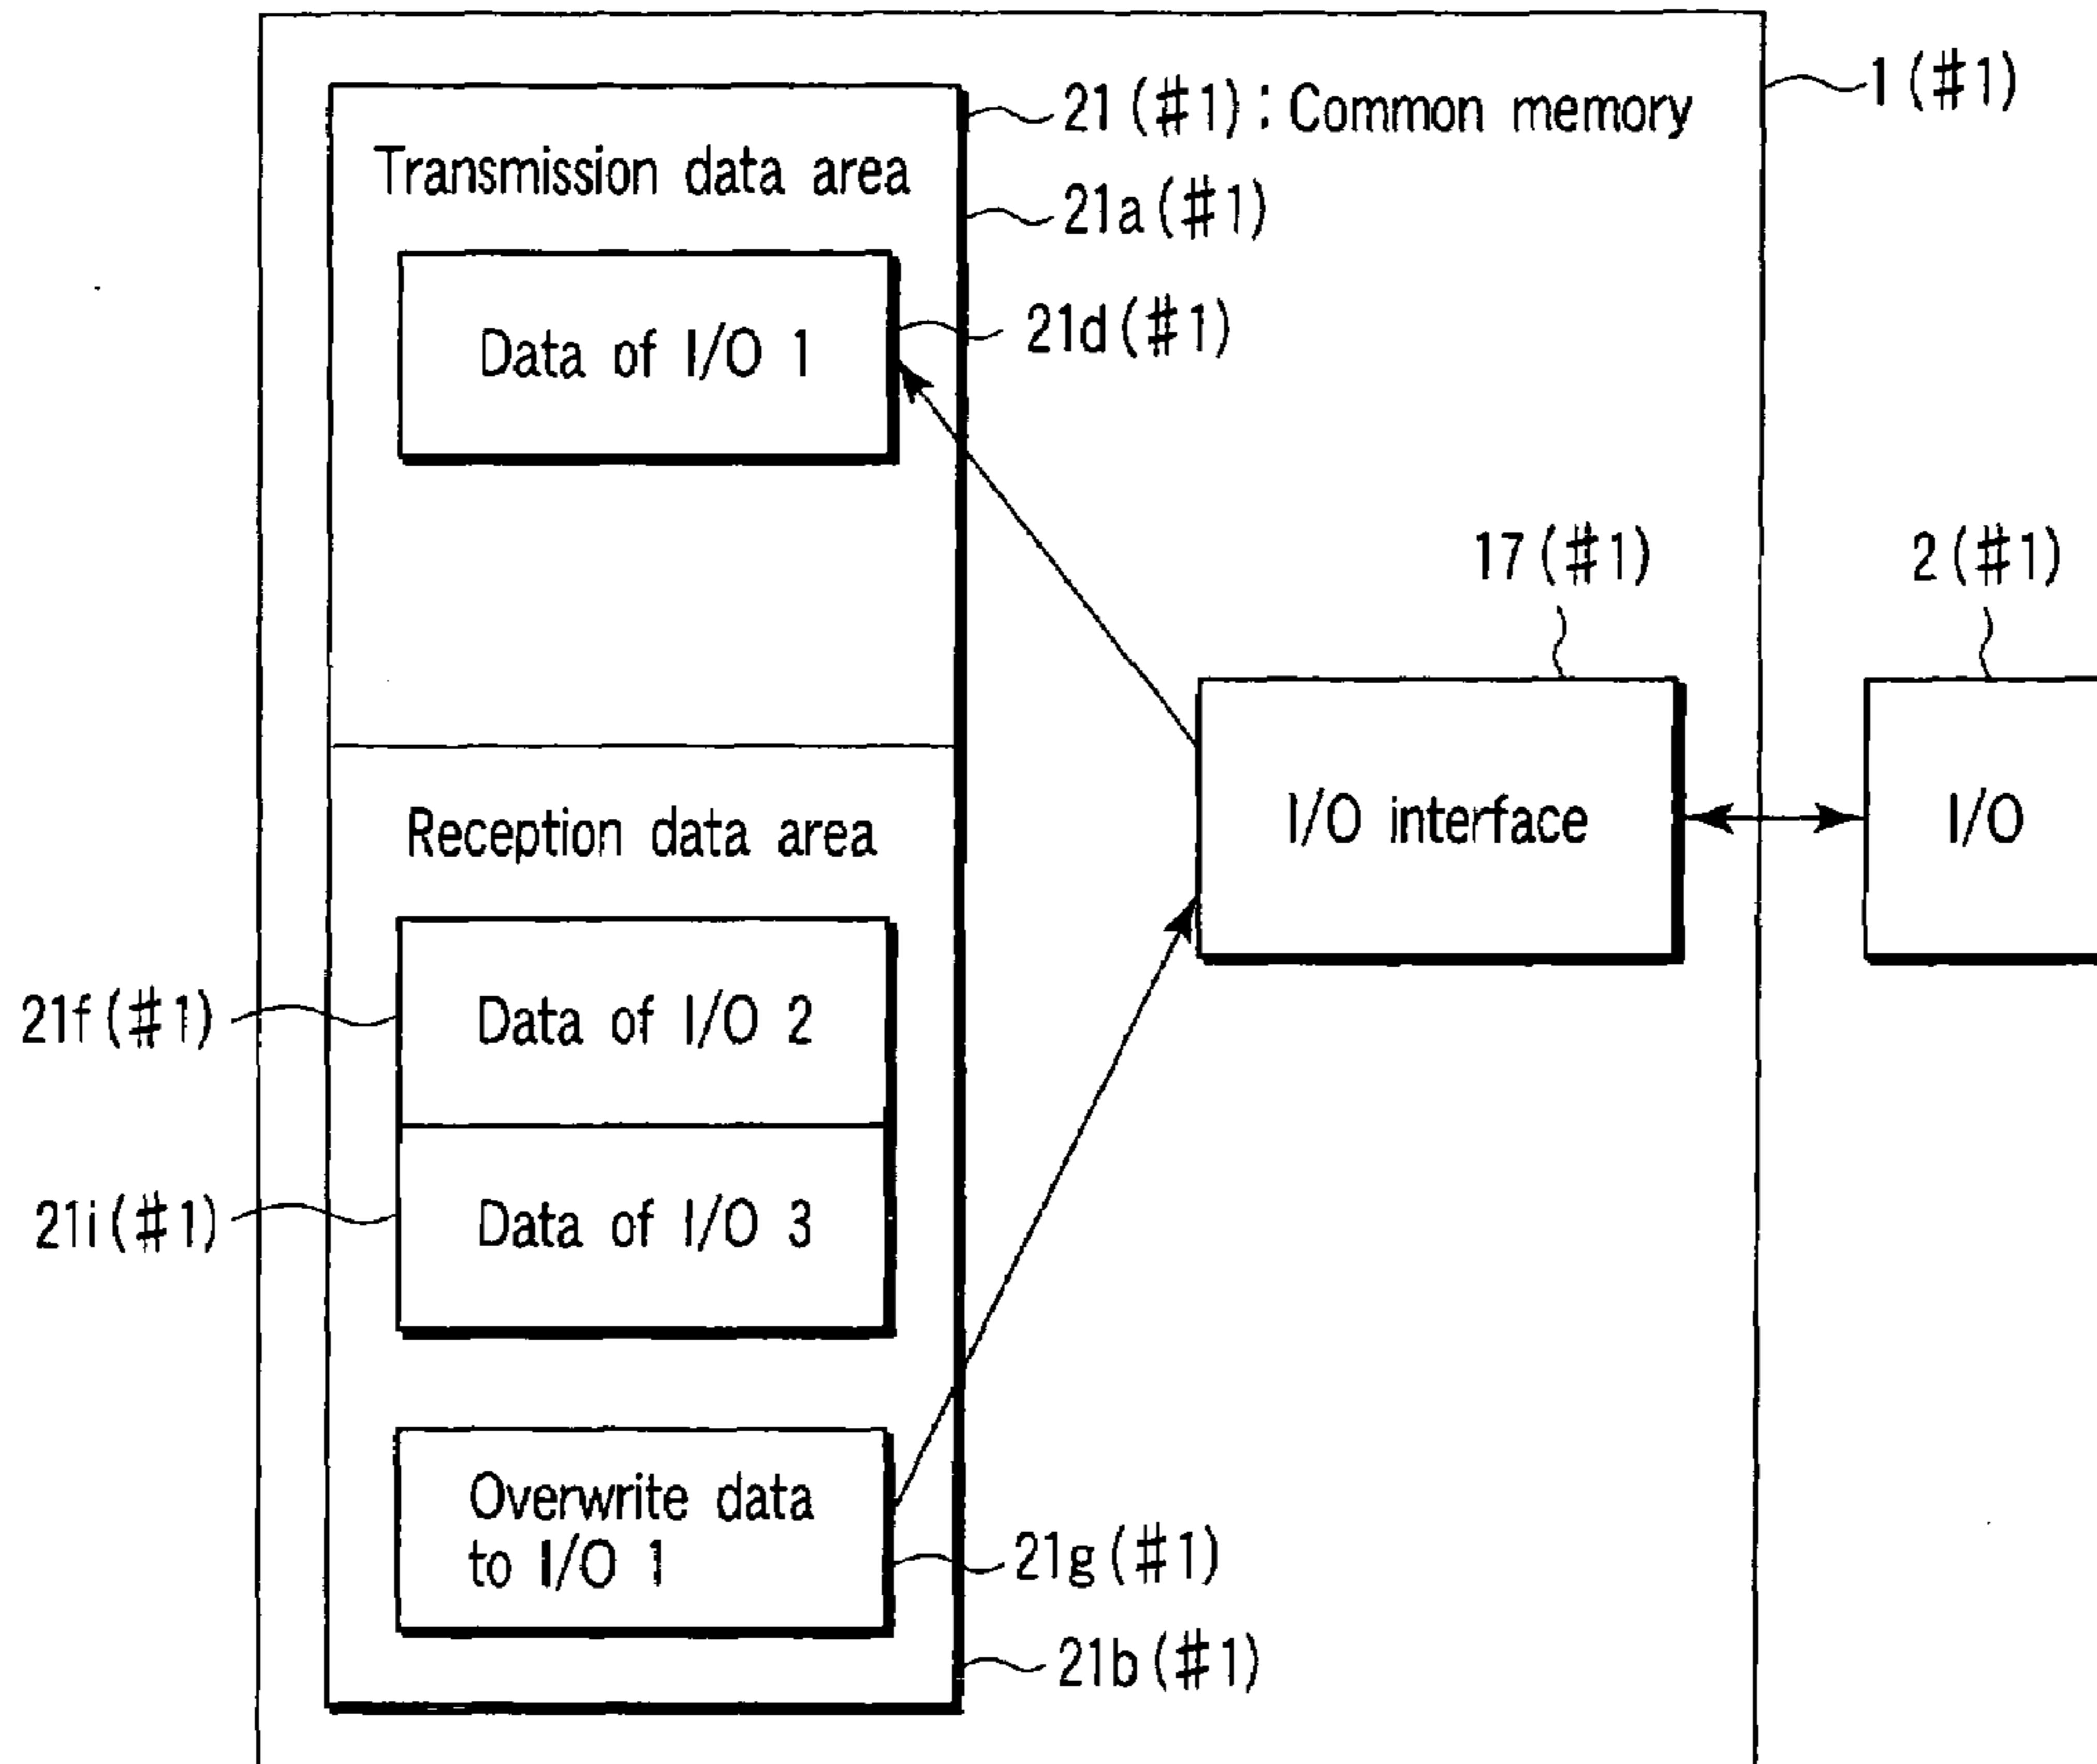 1(#1)
21(#1):Common memory
Transmission data area
21a(#1)
21d(#1)
Data of I/O 1
17(#1)
2(#1)
I/O interface
I/O
Reception data area
21f(#1)
Data of I/O 2
21i(#1)
Data of I/O 3
Overwrite data
to I/O 1
21g(#1)
21b(#1)